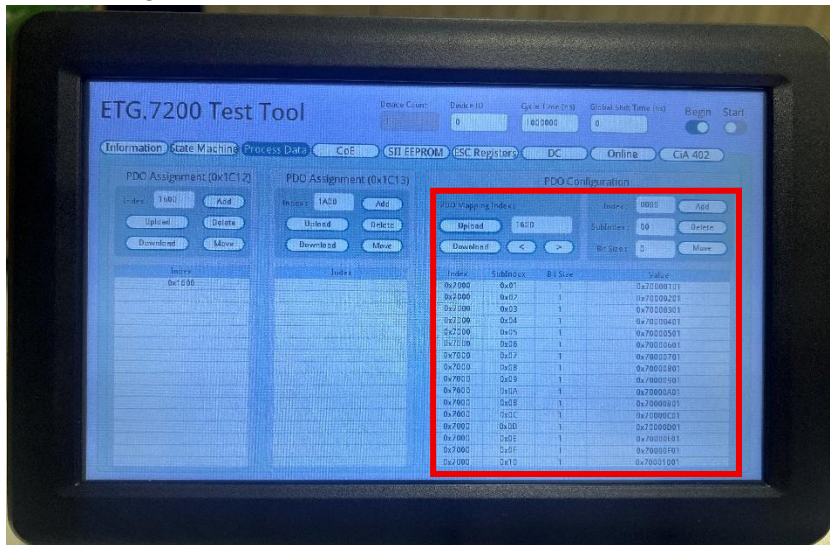 ETG.7200 Test Tool
Device Count
Device ID
Cycle Time (ns)
Global Shift Time (ns)
Begin
Start
0
1000000
0
Information
State Machine
Process Data
CoE
SII EEPROM
ESC Registers
DC
Online
CiA 402
PDO Assignment (0x1C12)
Index: 1600 Add
Upload Delete
Download Move
Index
0x1600
PDO Assignment (0x1C13)
Index: 1A00 Add
Upload Delete
Download Move
Index
PDO Configuration
PDO Mapping Index:
Upload 1600
Download < >
Index: 0000 Add
SubIndex: 00 Delete
Bit Size: 0 Move
Index SubIndex Bit Size Value
0x7000 0x01 1 0x70000101
0x7000 0x02 1 0x70000201
0x7000 0x03 1 0x70000301
0x7000 0x04 1 0x70000401
0x7000 0x05 1 0x70000501
0x7000 0x06 1 0x70000601
0x7000 0x07 1 0x70000701
0x7000 0x08 1 0x70000801
0x7000 0x09 1 0x70000901
0x7000 0x0A 1 0x70000A01
0x7000 0x0B 1 0x70000B01
0x7000 0x0C 1 0x70000C01
0x7000 0x0D 1 0x70000D01
0x7000 0x0E 1 0x70000E01
0x7000 0x0F 1 0x70000F01
0x7000 0x10 1 0x70001001